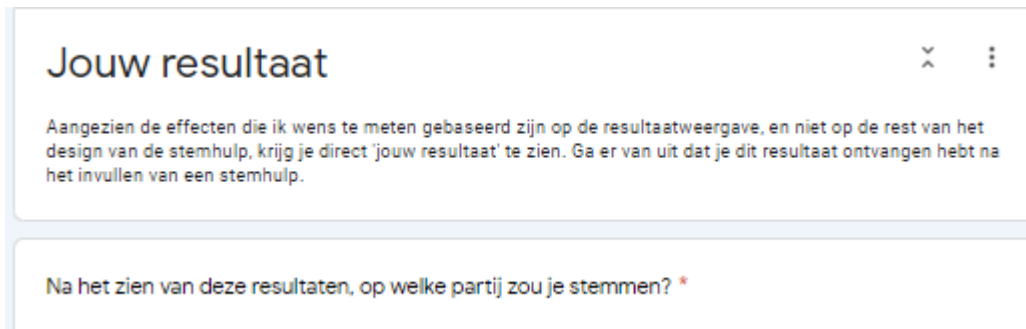 Jouw resultaat
Aangezien de effecten die ik wens te meten gebaseerd zijn op de resultaatweergave, en niet op de rest van het
design van de stemhulp, krijg je direct 'jouw resultaat' te zien. Ga er van uit dat je dit resultaat ontvangen hebt na
het invullen van een stemhulp.
Na het zien van deze resultaten, op welke partij zou je stemmen? *